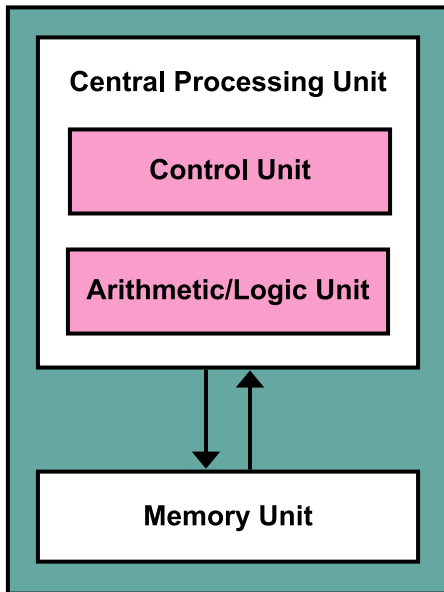 Central Processing Unit
Control Unit
Arithmetic/Logic Unit
Memory Unit